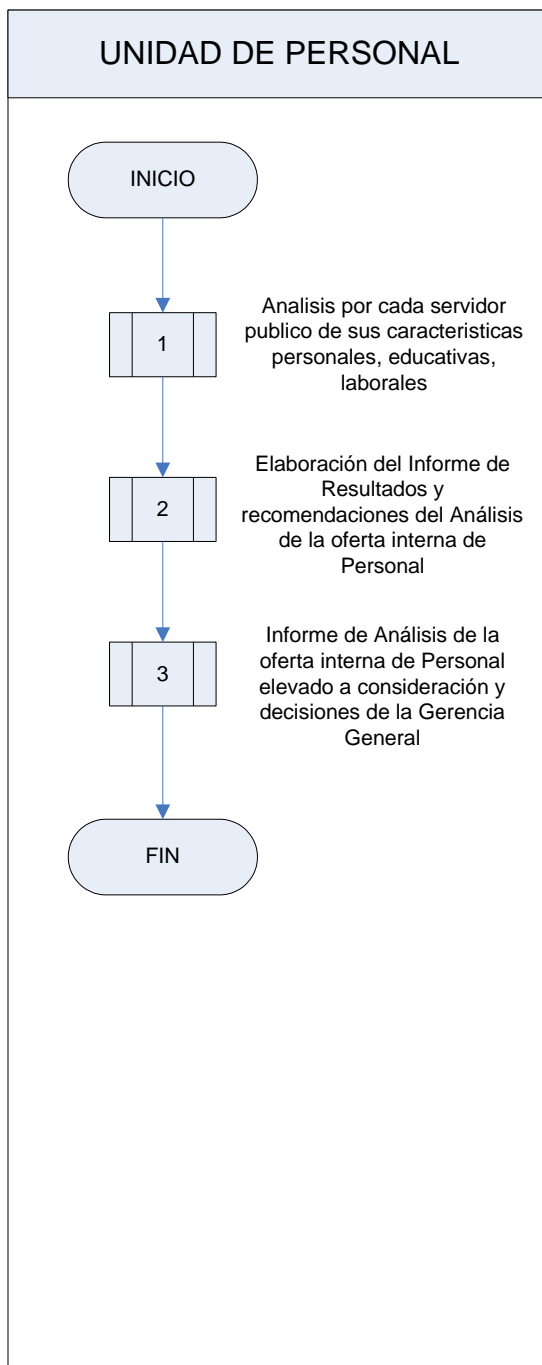 UNIDAD DE PERSONAL
INICIO
1
Analisis por cada servidor
publico de sus caracteristicas
personales, educativas,
laborales
2
Elaboración del Informe de
Resultados y
recomendaciones del Análisis
de la oferta interna de
Personal
3
Informe de Análisis de la
oferta interna de Personal
elevado a consideración y
decisiones de la Gerencia
General
FIN